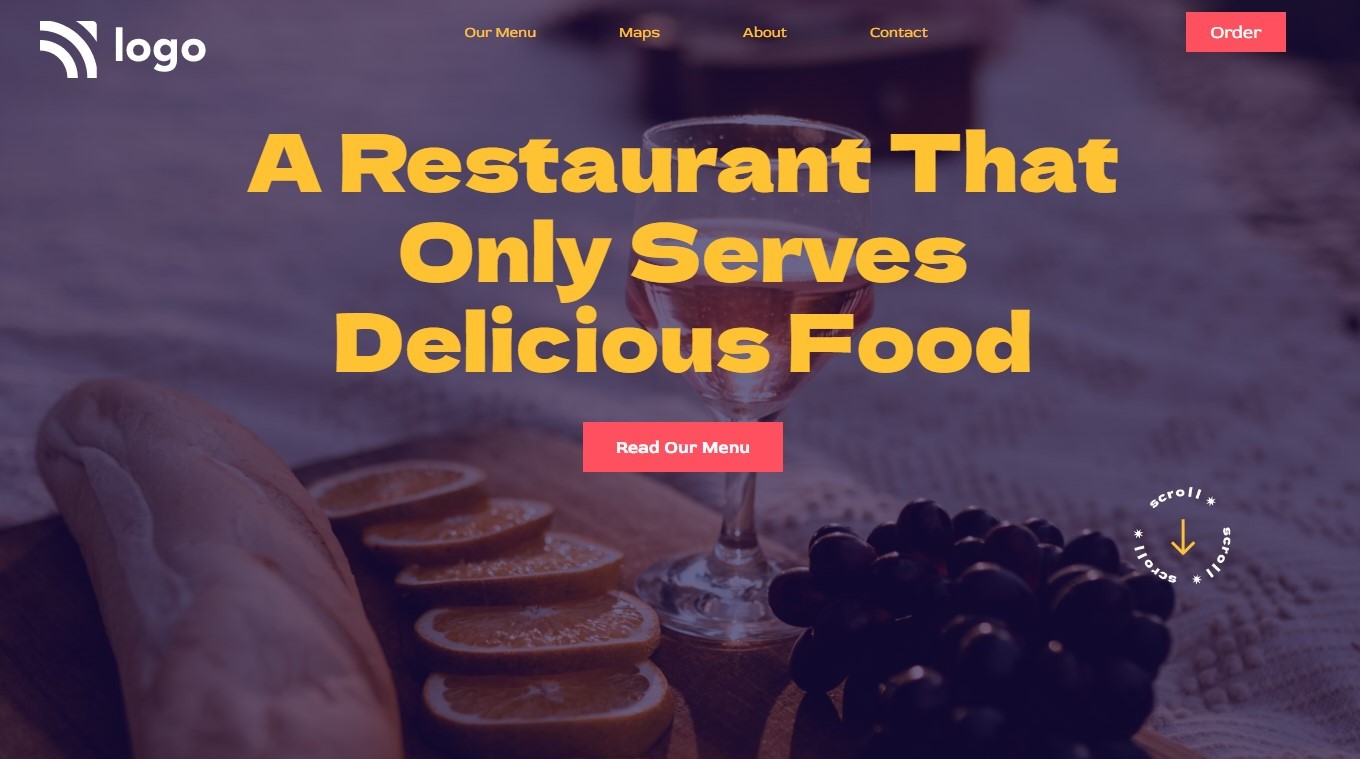 logo
Our Menu
Maps
About
Contact
Order
A Restaurant That
Only Serves
Delicious Food
Read Our Menu
scroll * scroll * scroll *